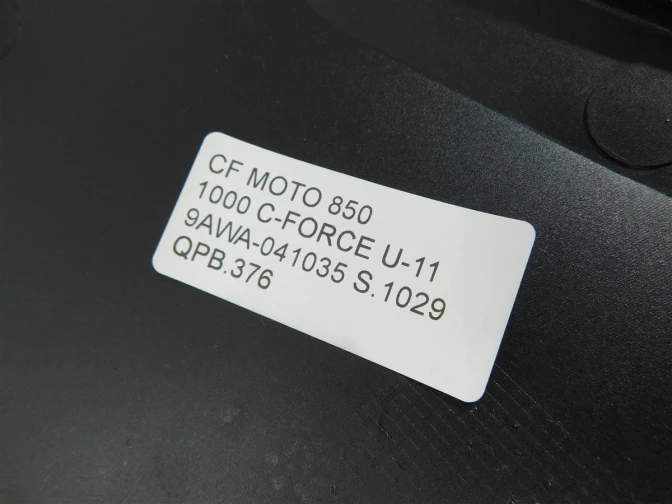 CF MOTO 850
1000 C-FORCE U-11
9AWA-041035 S.1029
QPB.376